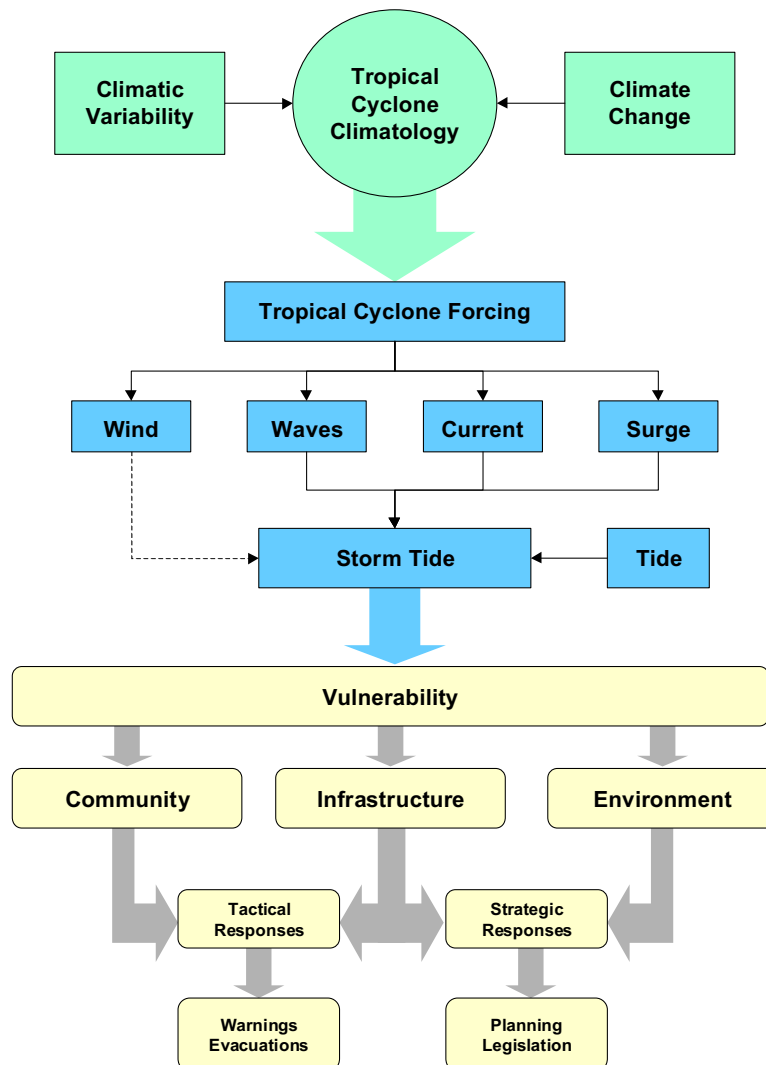 Climatic
Variability
Tropical
Cyclone
Climatology
Climate
Change
Tropical Cyclone Forcing
Wind
Waves
Current
Surge
Storm Tide
Tide
Vulnerability
Community
Infrastructure
Environment
Tactical
Responses
Strategic
Responses
Warnings
Evacuations
Planning
Legislation